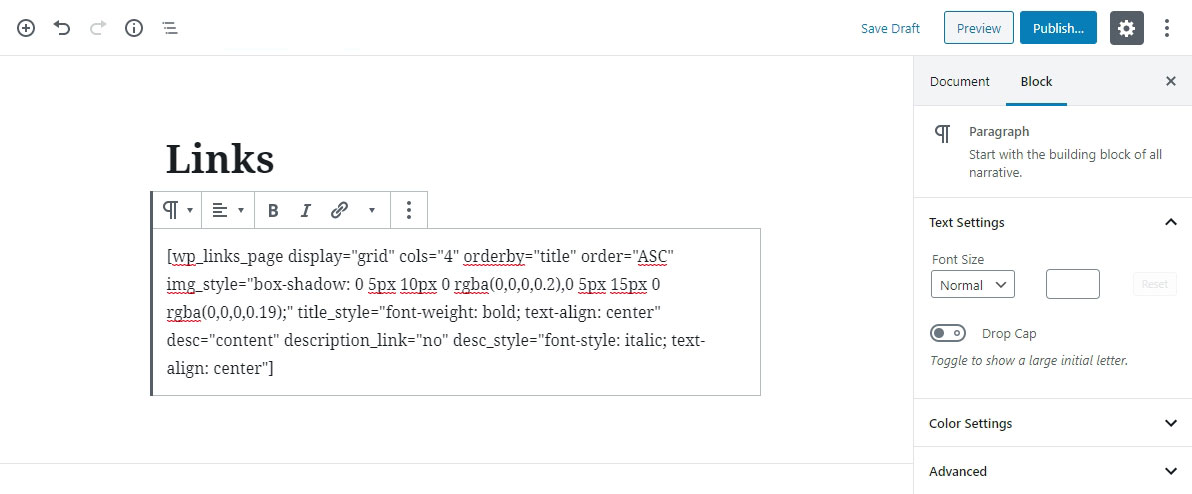 Save Draft
Preview
Publish...
Document
Block
Paragraph
Start with the building block of all
narrative.
Links
B I
[wp_links_page display="grid" cols="4" orderby="title" order="ASC"
img_style="box-shadow: 0 5px 10px 0 rgba(0,0,0,0.2),0 5px 15px 0
rgba(0,0,0,0.19);" title_style="font-weight: bold; text-align: center"
desc="content" description_link="no" desc_style="font-style: italic; text-
align: center"]
Text Settings
Font Size
Normal
Reset
Drop Cap
Toggle to show a large initial letter.
Color Settings
Advanced